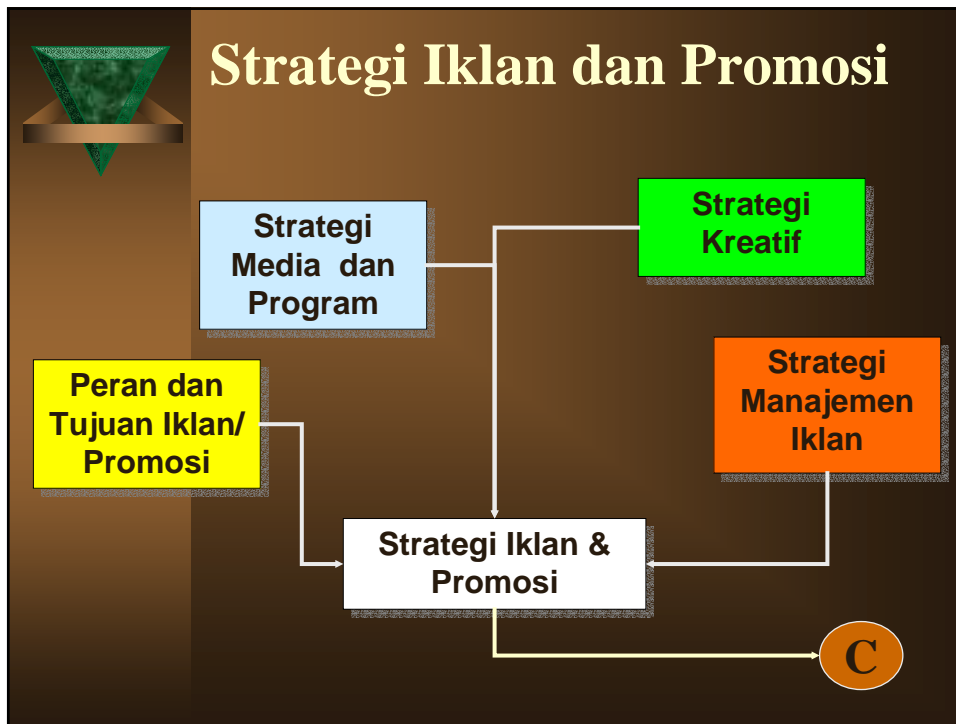 Strategi Iklan dan Promosi
Strategi
Media dan
Program
Strategi
Kreatif
Peran dan
Tujuan Iklan/
Promosi
Strategi
Manajemen
Iklan
Strategi Iklan &
Promosi
C